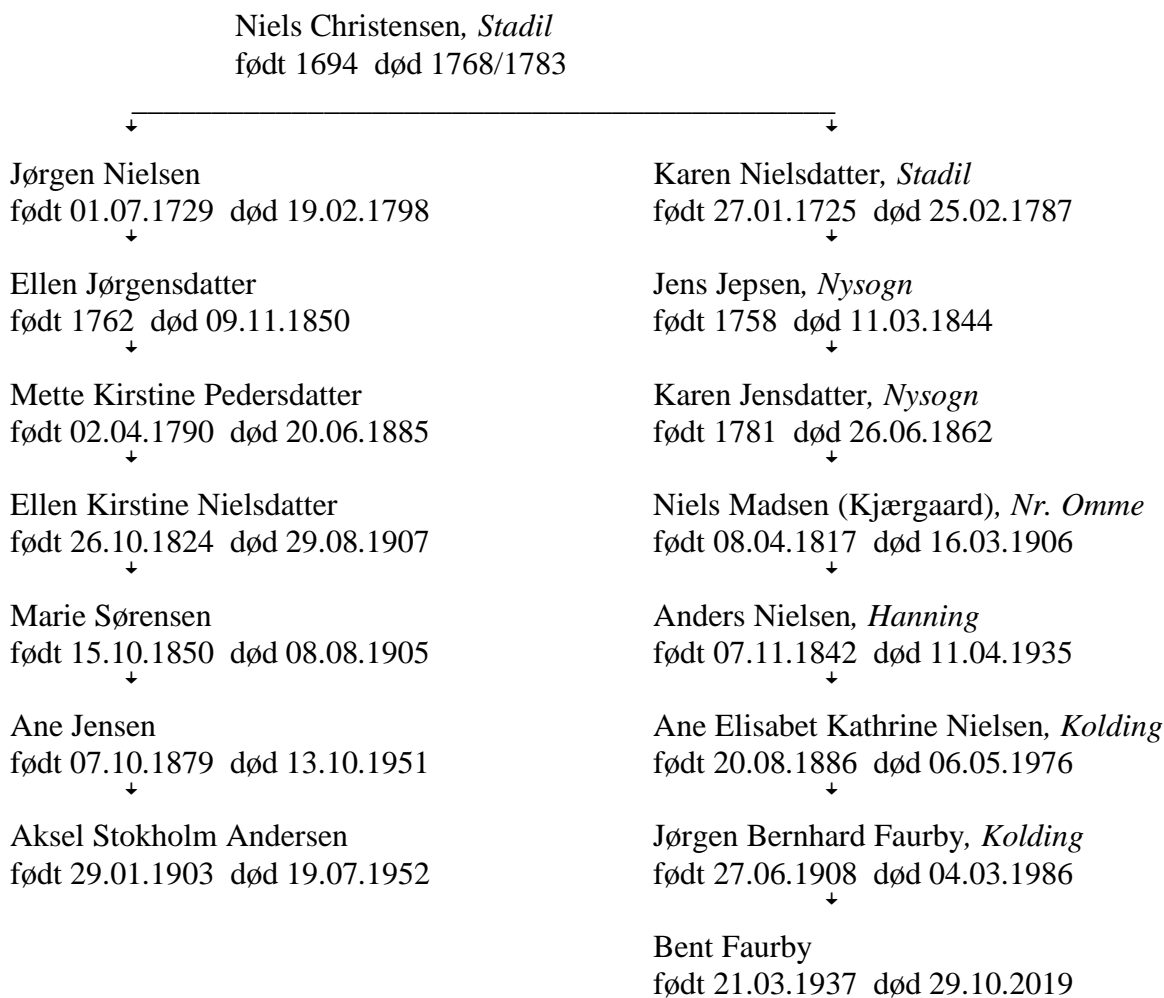 Niels Christensen, Stadil
født 1694 død 1768/1783
Jørgen Nielsen
født 01.07.1729 død 19.02.1798
Karen Nielsdatter, Stadil
født 27.01.1725 død 25.02.1787
Ellen Jørgensdatter
født 1762 død 09.11.1850
Jens Jepsen, Nysogn
født 1758 død 11.03.1844
Mette Kirstine Pedersdatter
født 02.04.1790 død 20.06.1885
Karen Jensdatter, Nysogn
født 1781 død 26.06.1862
Ellen Kirstine Nielsdatter
født 26.10.1824 død 29.08.1907
Niels Madsen (Kjærgaard), Nr. Omme
født 08.04.1817 død 16.03.1906
Marie Sørensen
født 15.10.1850 død 08.08.1905
Anders Nielsen, Hanning
født 07.11.1842 død 11.04.1935
Ane Jensen
født 07.10.1879 død 13.10.1951
Ane Elisabet Kathrine Nielsen, Kolding
født 20.08.1886 død 06.05.1976
Aksel Stokholm Andersen
født 29.01.1903 død 19.07.1952
Jørgen Bernhard Faurby, Kolding
født 27.06.1908 død 04.03.1986
Bent Faurby
født 21.03.1937 død 29.10.2019